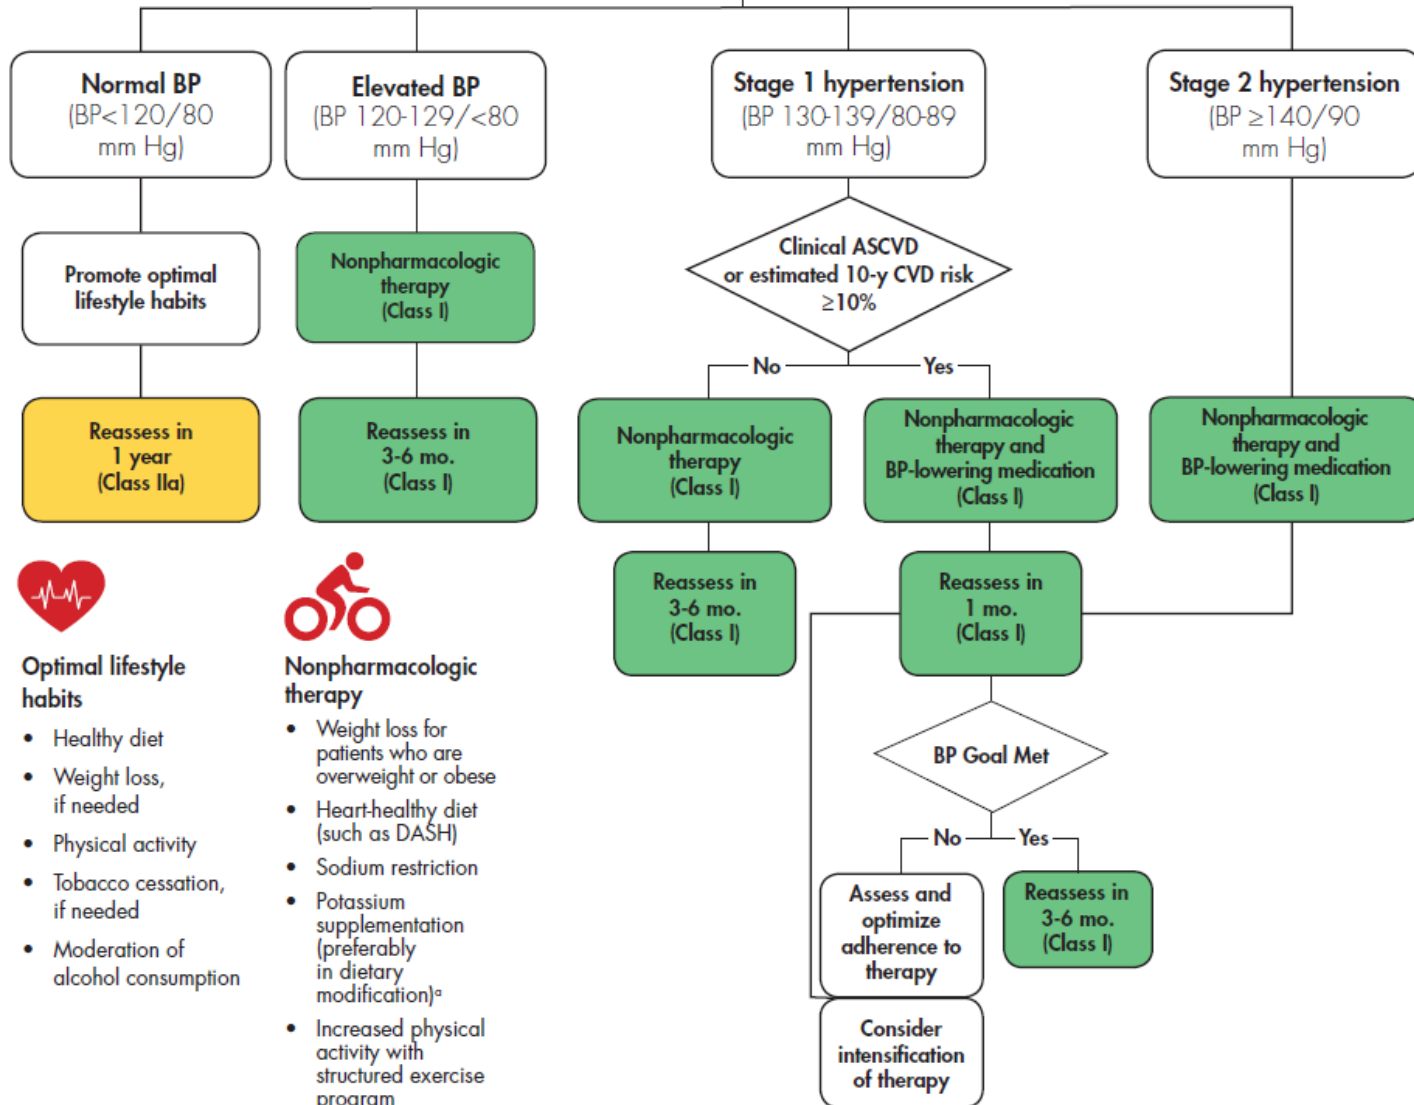 Normal BP
(BP<120/80
mm Hg)
Elevated BP
(BP 120-129/<80
mm Hg)
Stage 1 hypertension
(BP 130-139/80-89
mm Hg)
Stage 2 hypertension
(BP ≥140/90
mm Hg)
Promote optimal
lifestyle habits
Nonpharmacologic
therapy
(Class I)
Clinical ASCVD
or estimated 10-y CVD risk
≥10%
No
Yes
Reassess in
1 year
(Class IIa)
Reassess in
3-6 mo.
(Class I)
Nonpharmacologic
therapy
(Class I)
Nonpharmacologic
therapy and
BP-lowering medication
(Class I)
Nonpharmacologic
therapy and
BP-lowering medication
(Class I)
Reassess in
3-6 mo.
(Class I)
Reassess in
1 mo.
(Class I)
BP Goal Met
No
Yes
Assess and
optimize
adherence to
therapy
Reassess in
3-6 mo.
(Class I)
Consider
intensification
of therapy
Optimal lifestyle
habits
• Healthy diet
• Weight loss,
if needed
• Physical activity
• Tobacco cessation,
if needed
• Moderation of
alcohol consumption
Nonpharmacologic
therapy
• Weight loss for
patients who are
overweight or obese
• Heart-healthy diet
(such as DASH)
• Sodium restriction
• Potassium
supplementation
(preferably
in dietary
modification)ª
• Increased physical
activity with
structured exercise
program